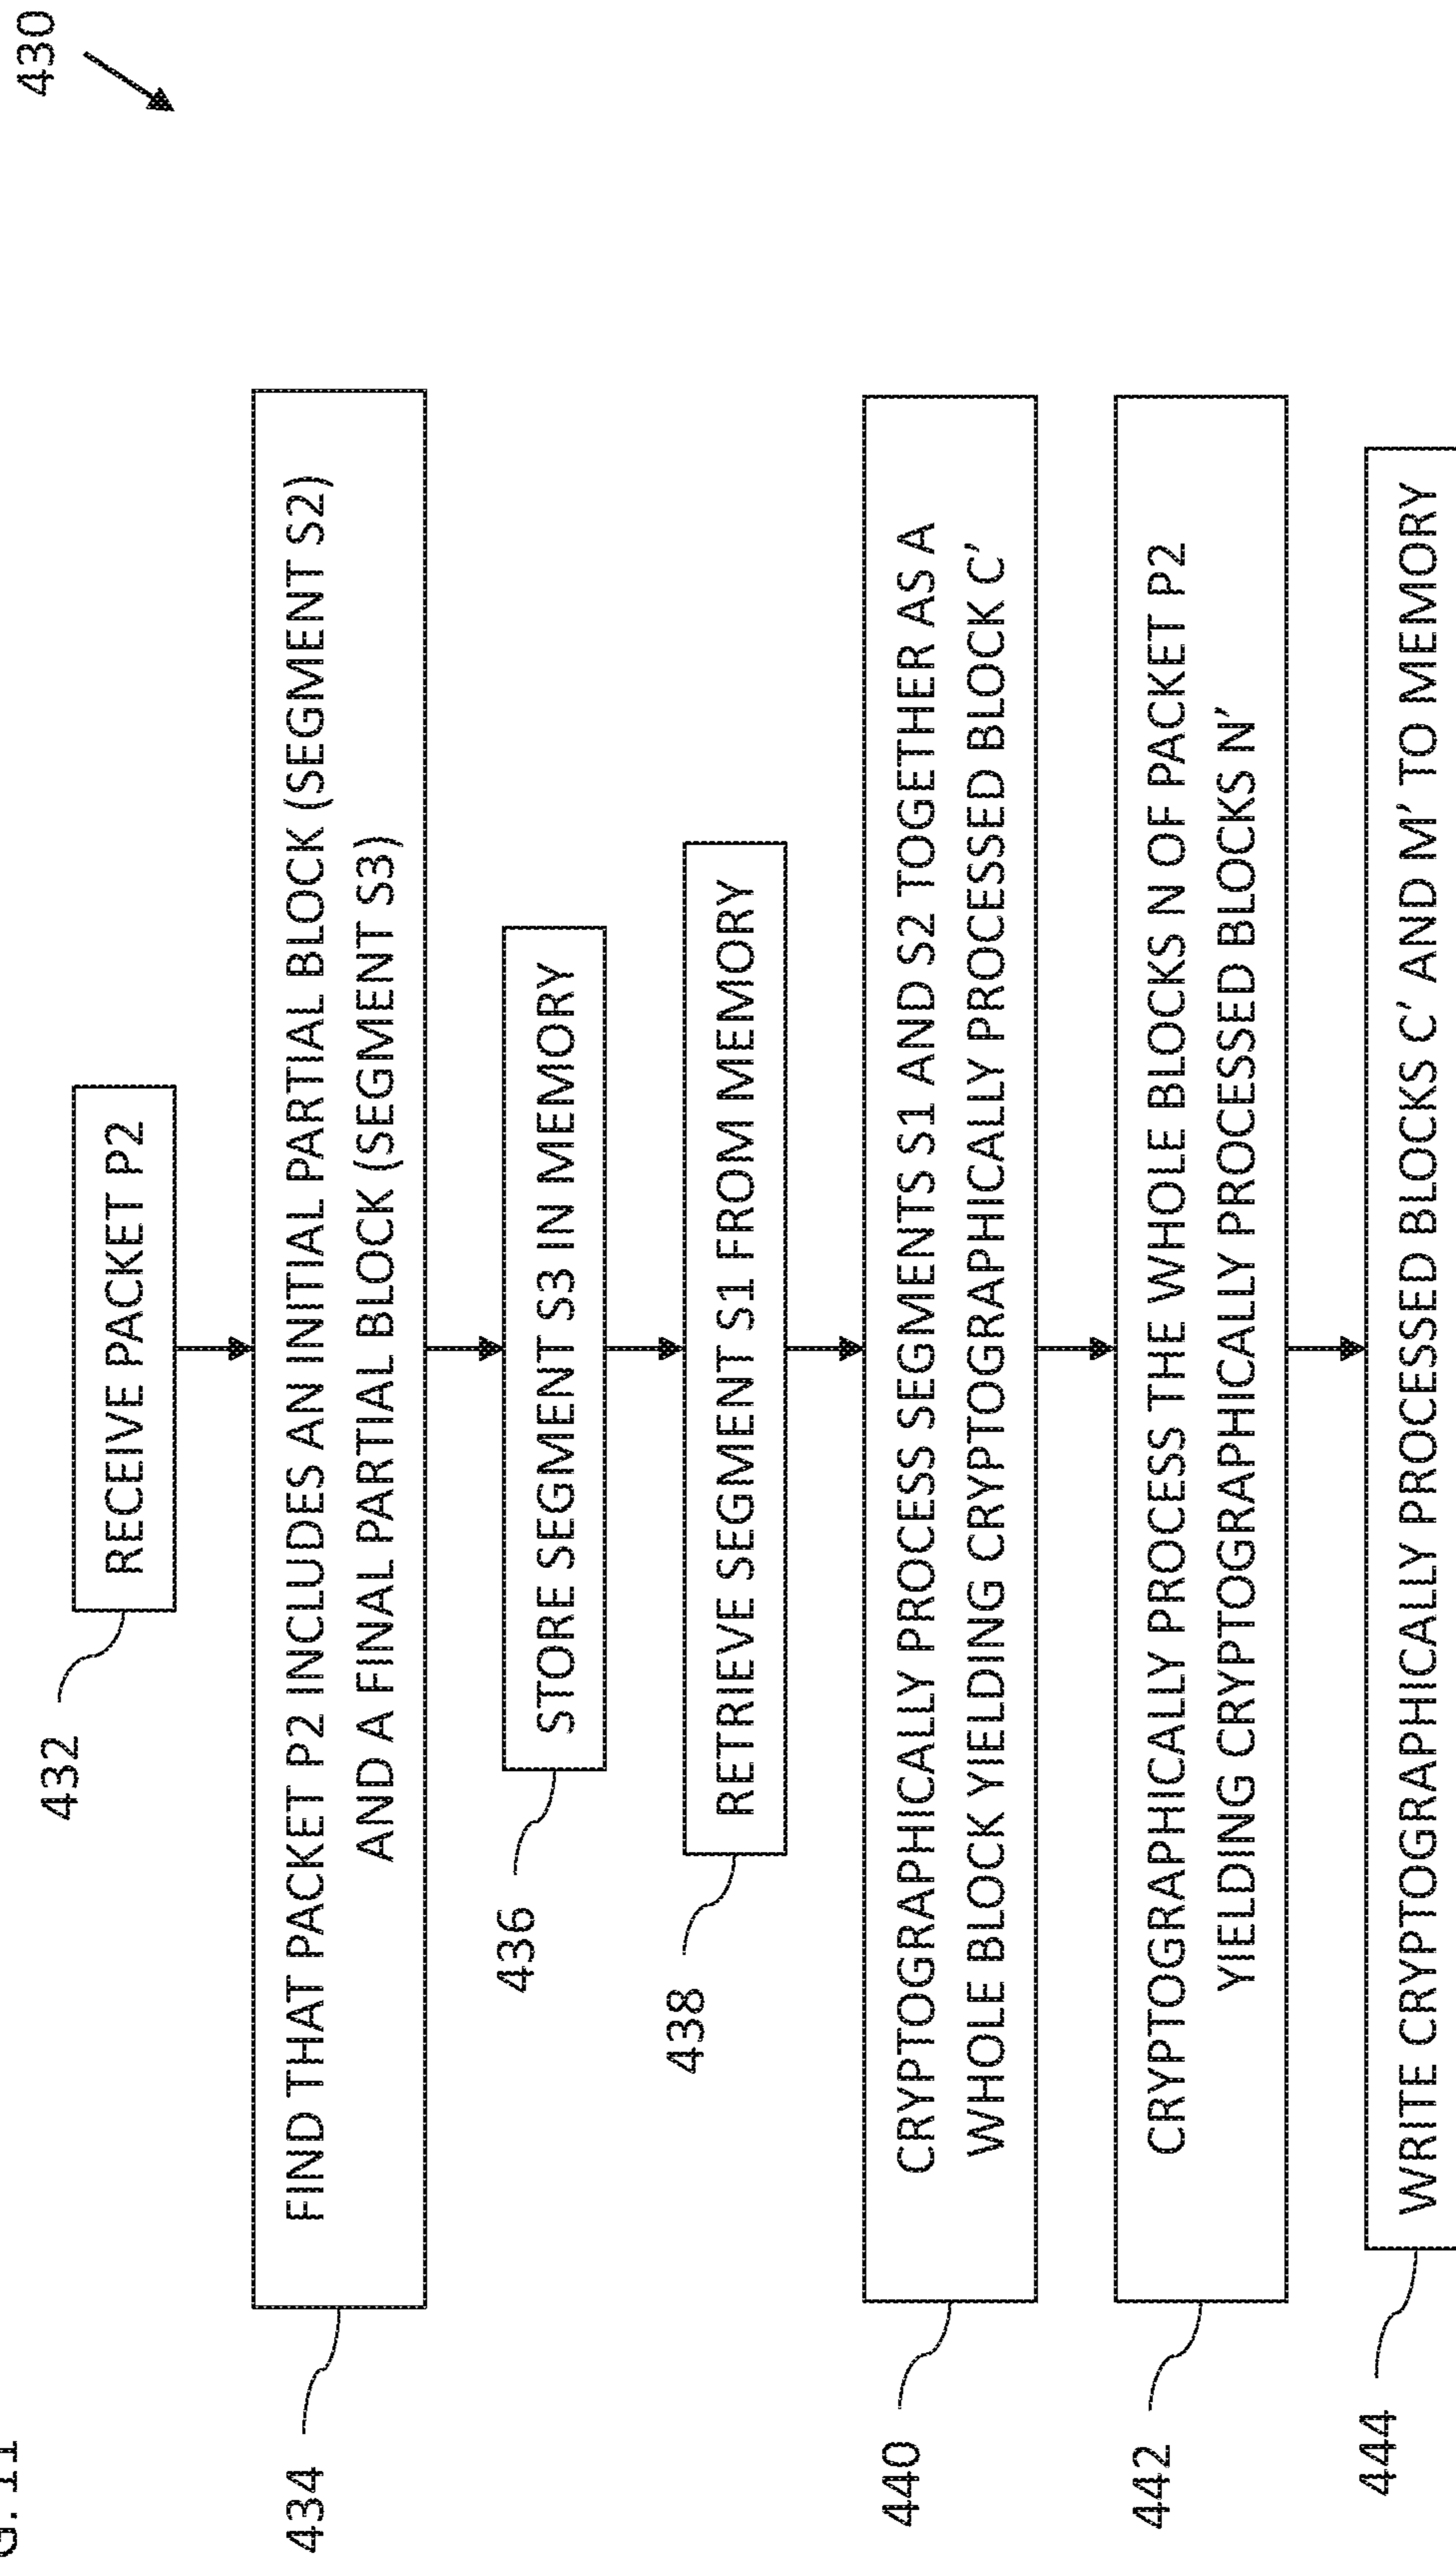 G. 11
430
432
RECEIVE PACKET P2
434
FIND THAT PACKET P2 INCLUDES AN INITIAL PARTIAL BLOCK (SEGMENT S2)
AND A FINAL PARTIAL BLOCK (SEGMENT S3)
436
STORE SEGMENT S3 IN MEMORY
438
RETRIEVE SEGMENT S1 FROM MEMORY
440
CRYPTOGRAPHICALLY PROCESS SEGMENTS S1 AND S2 TOGETHER AS A
WHOLE BLOCK YIELDING CRYPTOGRAPHICALLY PROCESSED BLOCK C'
442
CRYPTOGRAPHICALLY PROCESS THE WHOLE BLOCKS N OF PACKET P2
YIELDING CRYPTOGRAPHICALLY PROCESSED BLOCKS N'
444
WRITE CRYPTOGRAPHICALLY PROCESSED BLOCKS C' AND M' TO MEMORY